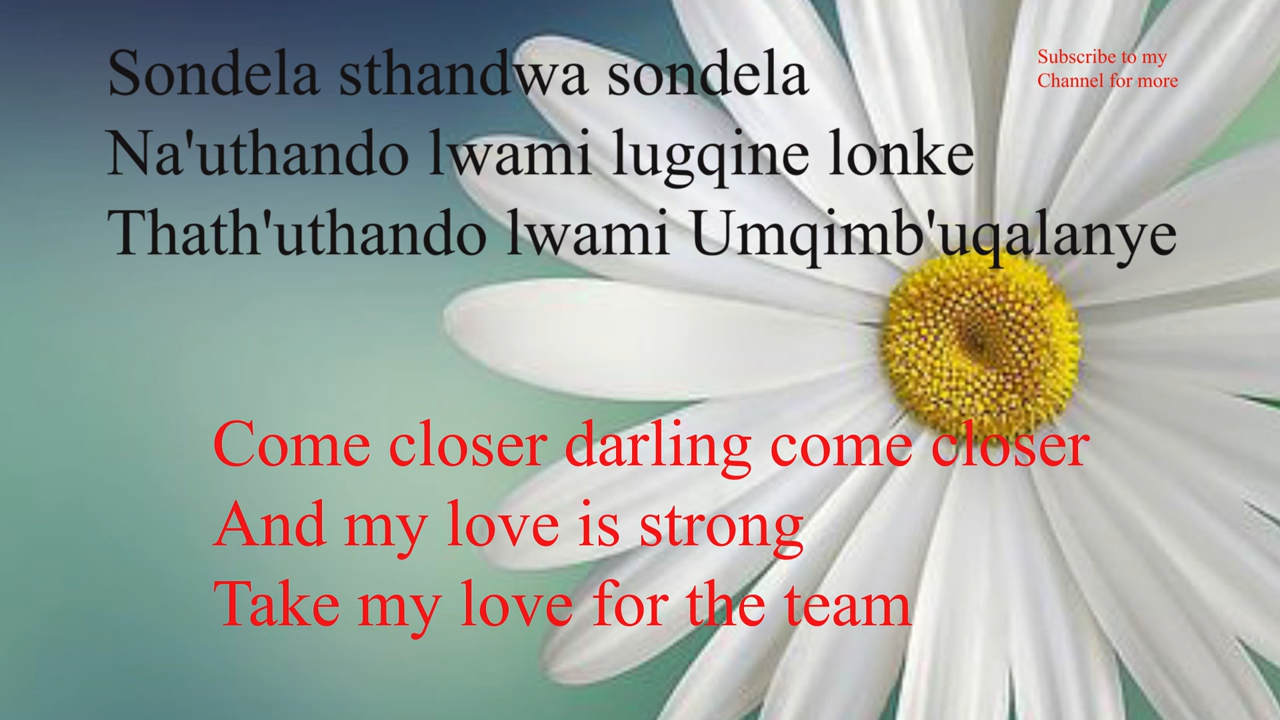 Sondela sthandwa sondela
Na'uthando lwami lugqine lonke
Thath'uthando lwami Umqimb'uqalanye
Subscribe to my
Channel for more
Come closer darling come closer
And my love is strong
Take my love for the team